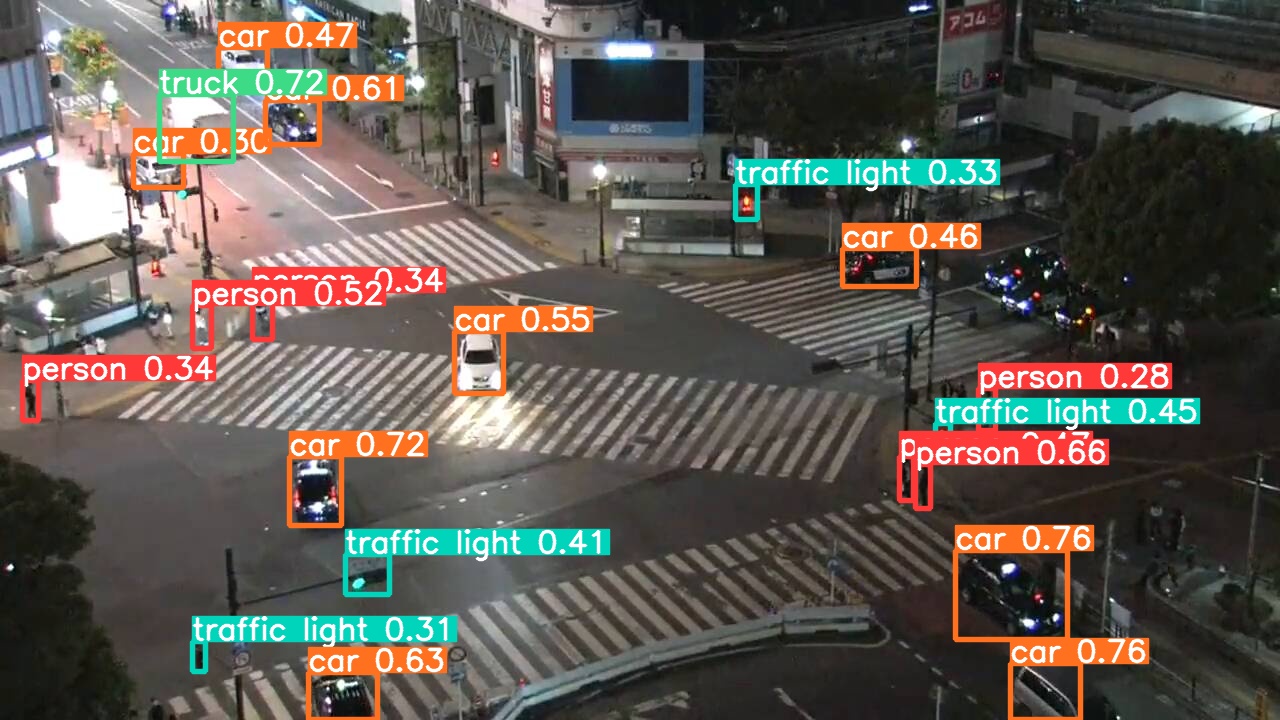 car 0.47
truck 0.72
0.61
car 0.30
アコム
traffic light 0.33
car 0.46
person 0.34
person 0.52
car 0.55
person 0.34
person 0.28
traffic light 0.45
person 0.66
car 0.72
traffic light 0.41
car 0.76
traffic light 0.31
car 0.63
car 0.76